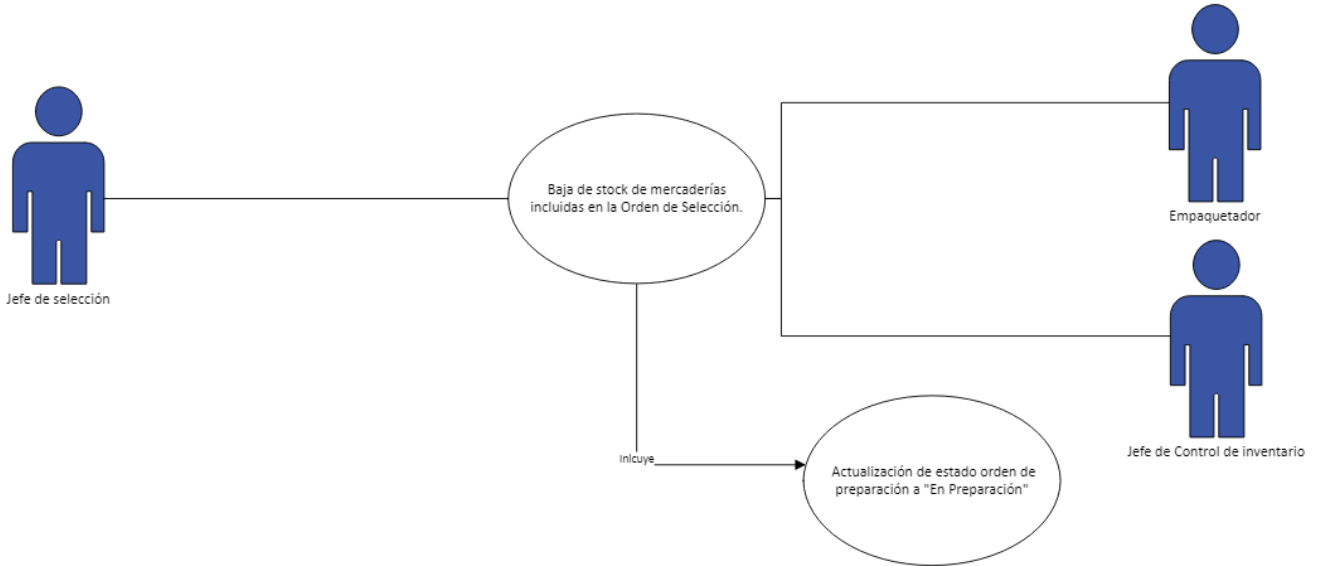 Baja de stock de mercaderías
incluidas en la Orden de Selección.
Empaquetador
Jefe de selección
Jefe de Control de inventario
Inlcuye
Actualización de estado orden de
preparación a "En Preparación"